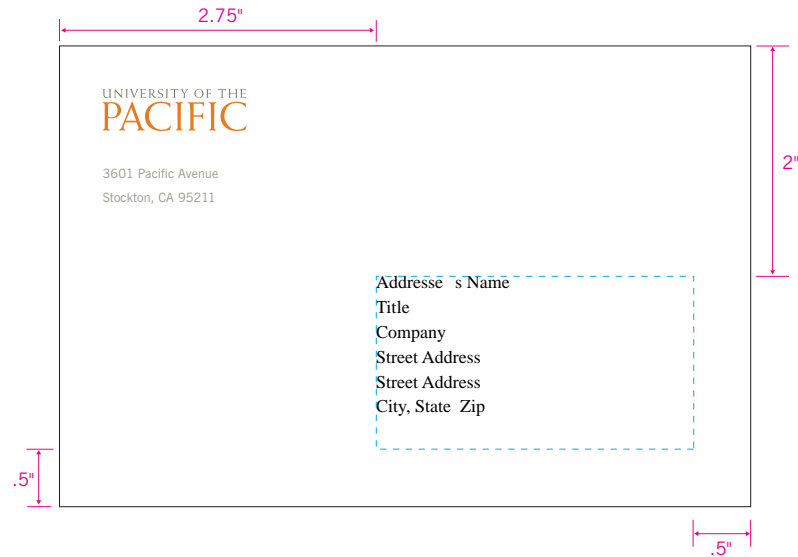 2.75"
UNIVERSITY OF THE
PACIFIC
2"
3601 Pacific Avenue
Stockton, CA 95211
Addresse s Name
Title
Company
Street Address
Street Address
City, State Zip
.5"
.5"